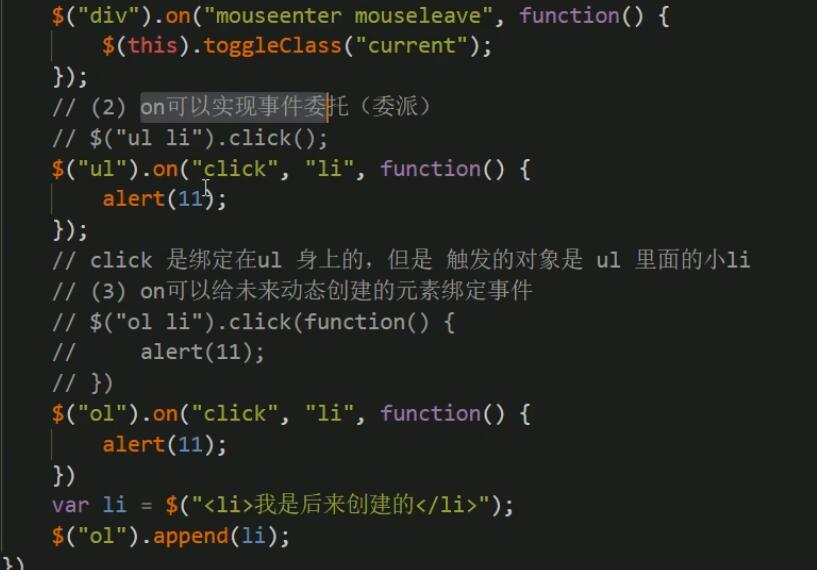 $("div").on("mouseenter mouseleave", function() {
$(this).toggleClass("current");
});
// (2) on可以实现事件委托（委派）
// $("ul li").click();
$("ul").on("click", "li", function() {
alert(11);
});
// click 是绑定在ul 身上的，但是 触发的对象是 ul 里面的小li
// (3) on可以给未来动态创建的元素绑定事件
// $("ol li").click(function() {
//     alert(11);
// })
$("ol").on("click", "li", function() {
alert(11);
})
var li = $("<li>我是后来创建的</li>");
$("ol").append(li);
})